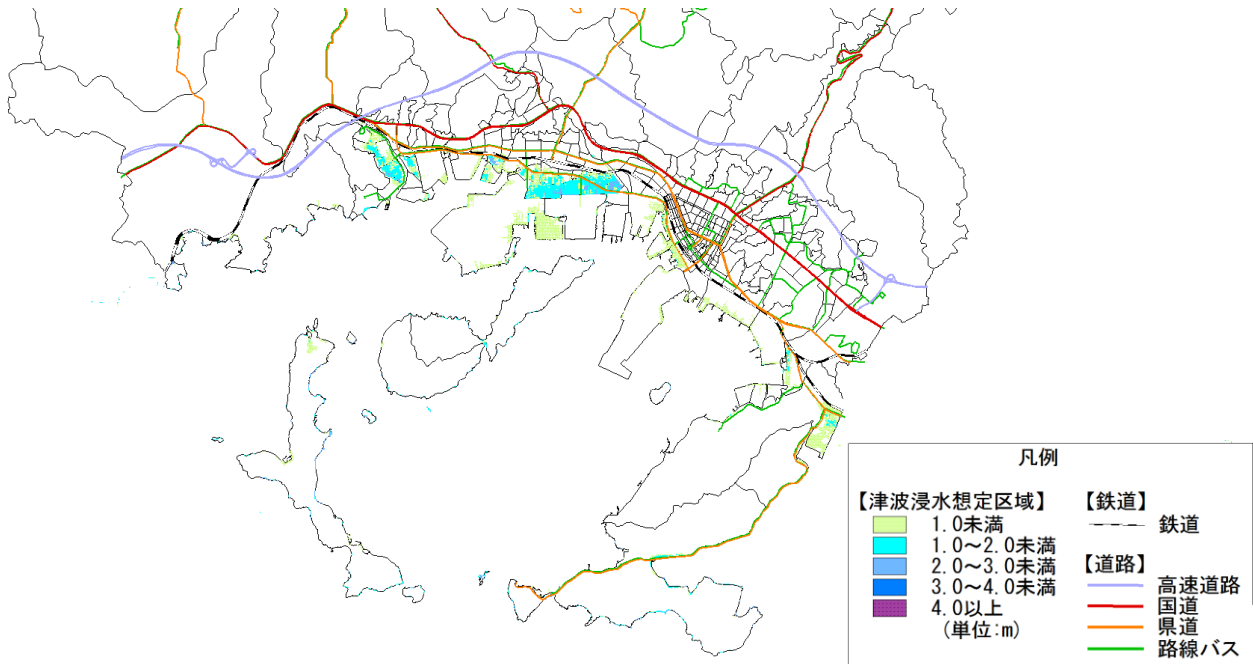 凡例
【津波浸水想定区域】
1.0未満
1.0～2.0未満
2.0～3.0未満
3.0～4.0未満
4.0以上
(単位:m)
【鉄道】
鉄道
【道路】
高速道路
国道
県道
路線バス